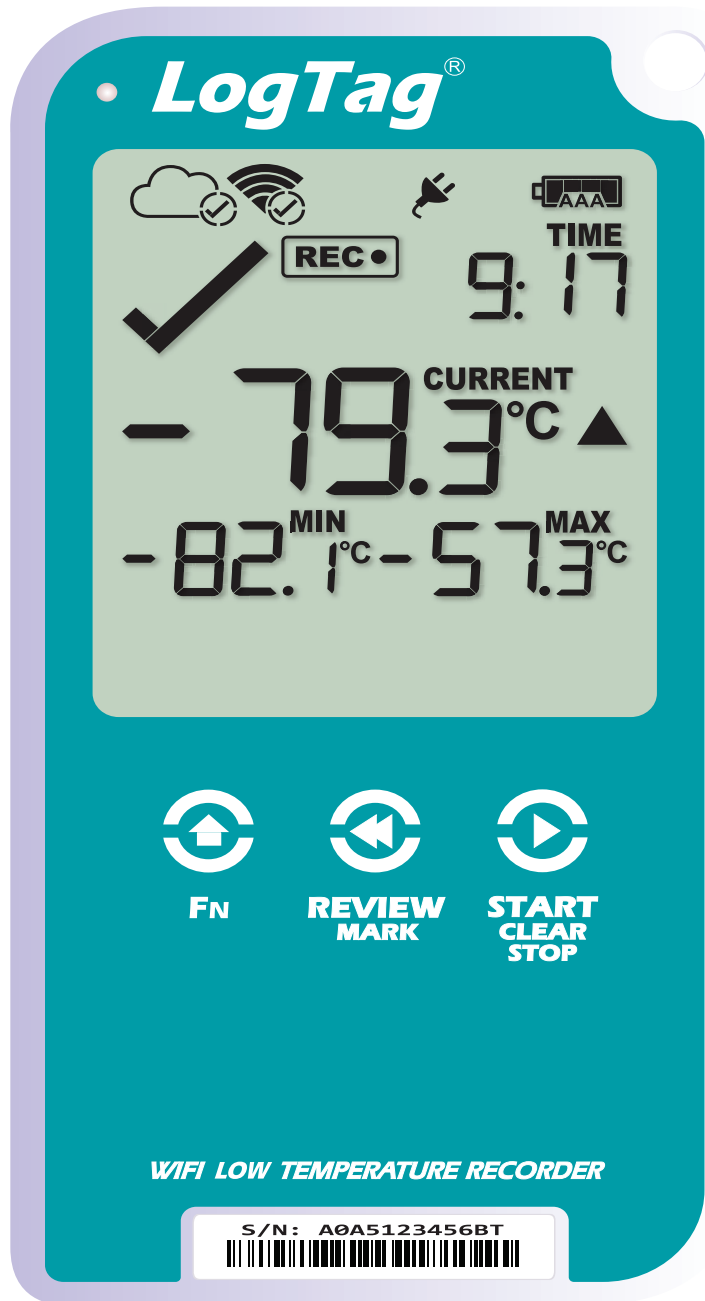 LogTag®
AAA
TIME
REC
9:17
CURRENT
-79.3°C
MIN
MAX
-82.1°C -57.3°C
FN
REVIEW
MARK
START
CLEAR
STOP
WIFI LOW TEMPERATURE RECORDER
S/N: A0A5123456BT